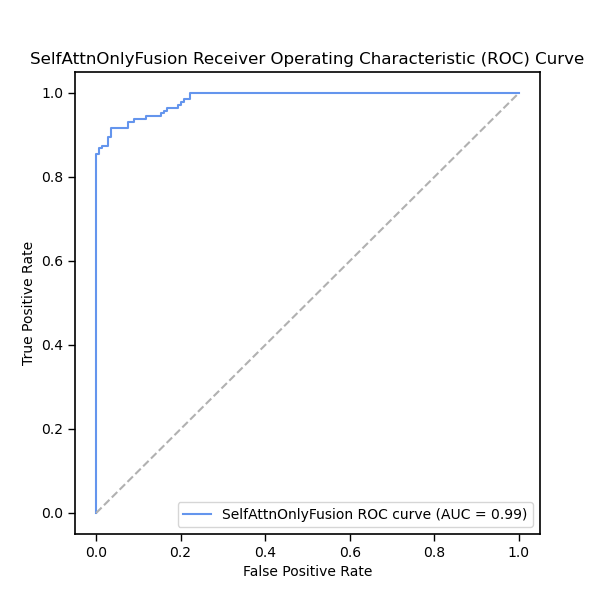 SelfAttnOnlyFusion Receiver Operating Characteristic (ROC) Curve
1.0
0.8
0.6
0.4
0.2
0.0
True Positive Rate
SelfAttnOnlyFusion ROC curve (AUC = 0.99)
0.0 0.2 0.4 0.6 0.8 1.0
False Positive Rate